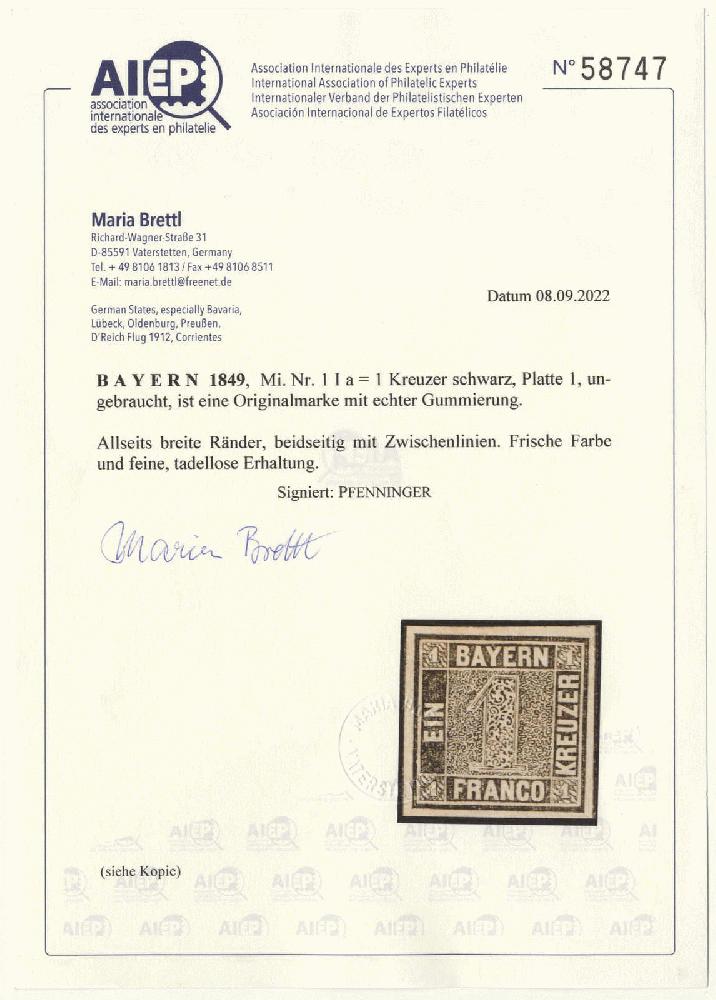 AIEP
association
internationale
des experts en philatelie
Association Internationale des Experts en Philatélie
International Association of Philatelic Experts
Internationaler Verband der Philatelistischen Experten
Asociación Internacional de Expertos Filatélicos
N° 58747
Maria Brettl
Richard-Wagner-Straße 31
D-85591 Vaterstetten, Germany
Tel. + 49 8106 1813 / Fax +49 8106 8511
E-Mail: maria.brettl@freenet.de
German States, especially Bavaria,
Lübeck, Oldenburg, Preußen,
D'Reich Flug 1912, Corrientes
Datum 08.09.2022
BAYERN 1849, Mi. Nr. 1 I a = 1 Kreuzer schwarz, Platte 1, un-
gebraucht, ist eine Originalmarke mit echter Gummierung.
Allseits breite Ränder, beidseitig mit Zwischenlinien. Frische Farbe
und feine, tadellose Erhaltung.
Signiert: PFENNINGER
Maria Brettl
1 BAYERN 1
EIN
1
KREUZER
1 FRANCO 1
(siehe Kopie)